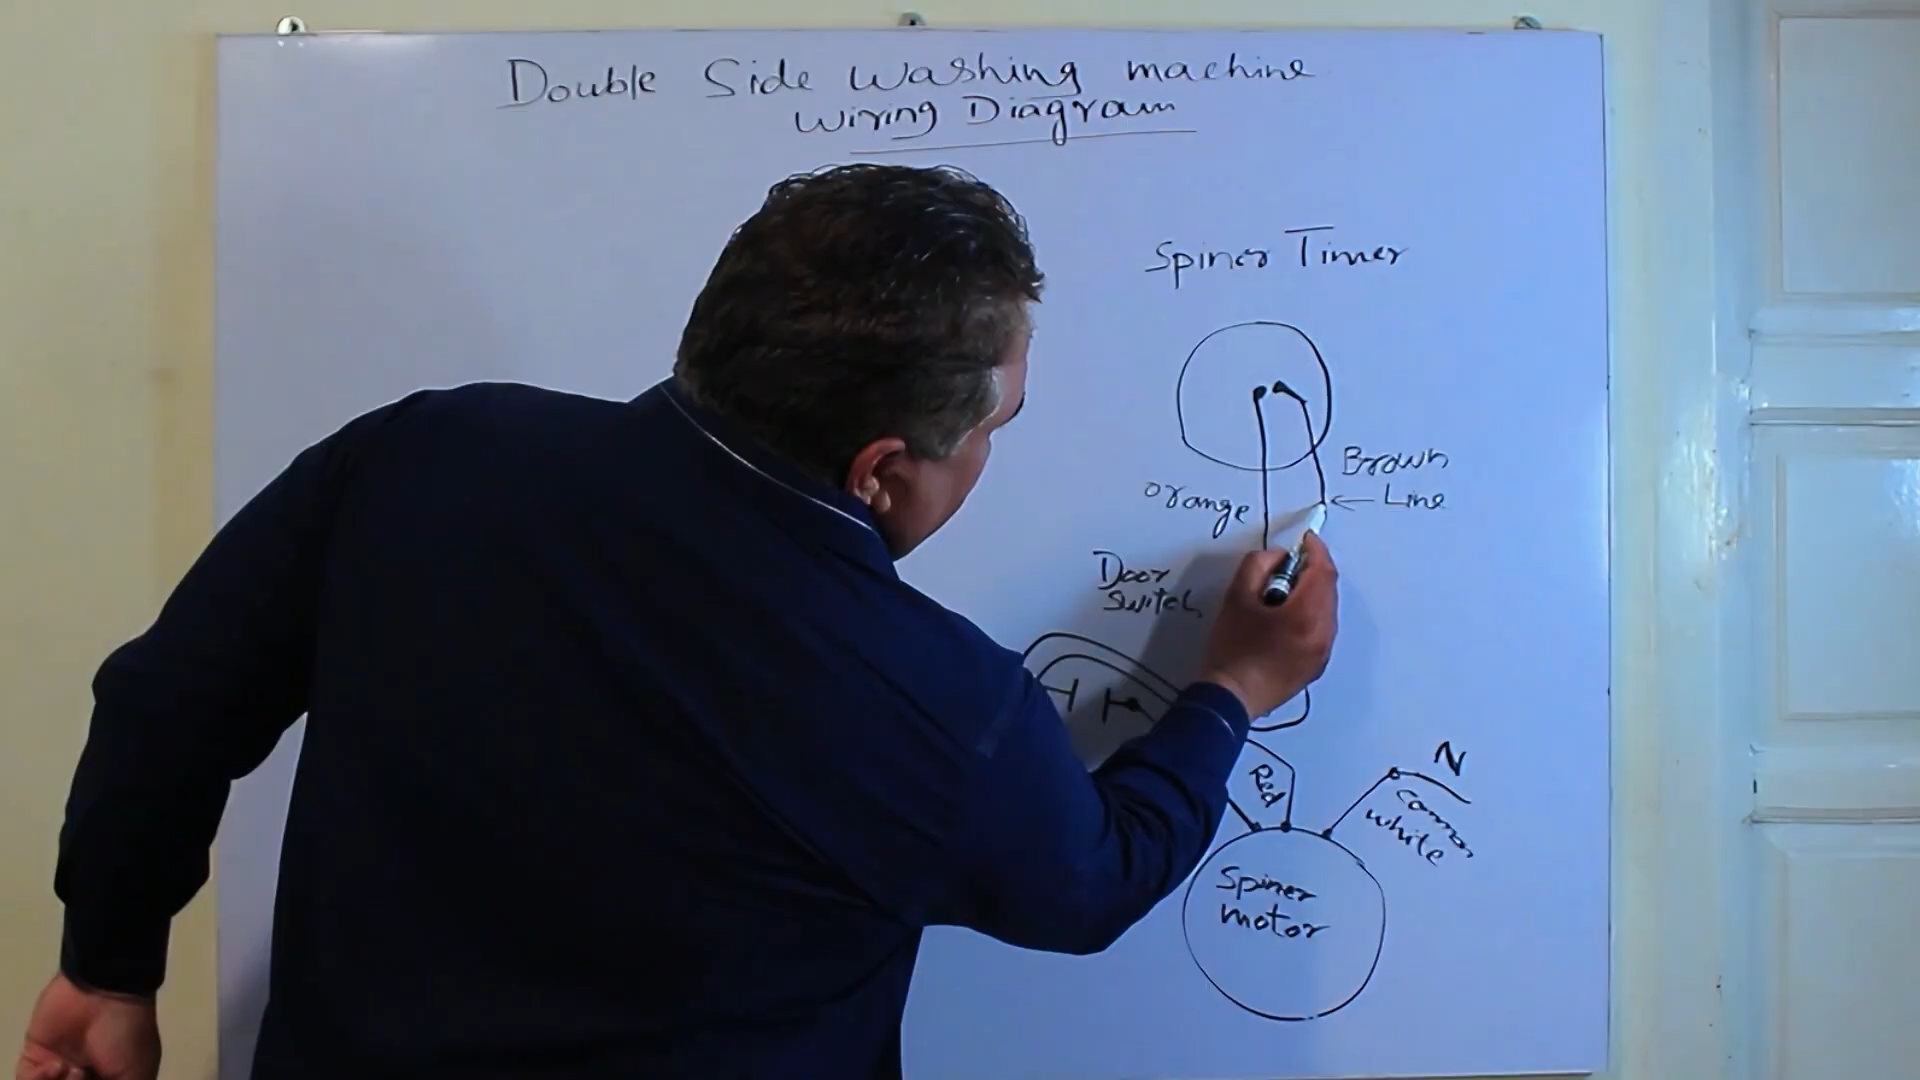 Double Side Washing machine
Wiring Diagram
Spiner Timer
Brown
Line
Orange
Door
Switch
Red
N
Common
White
Spiner
motor